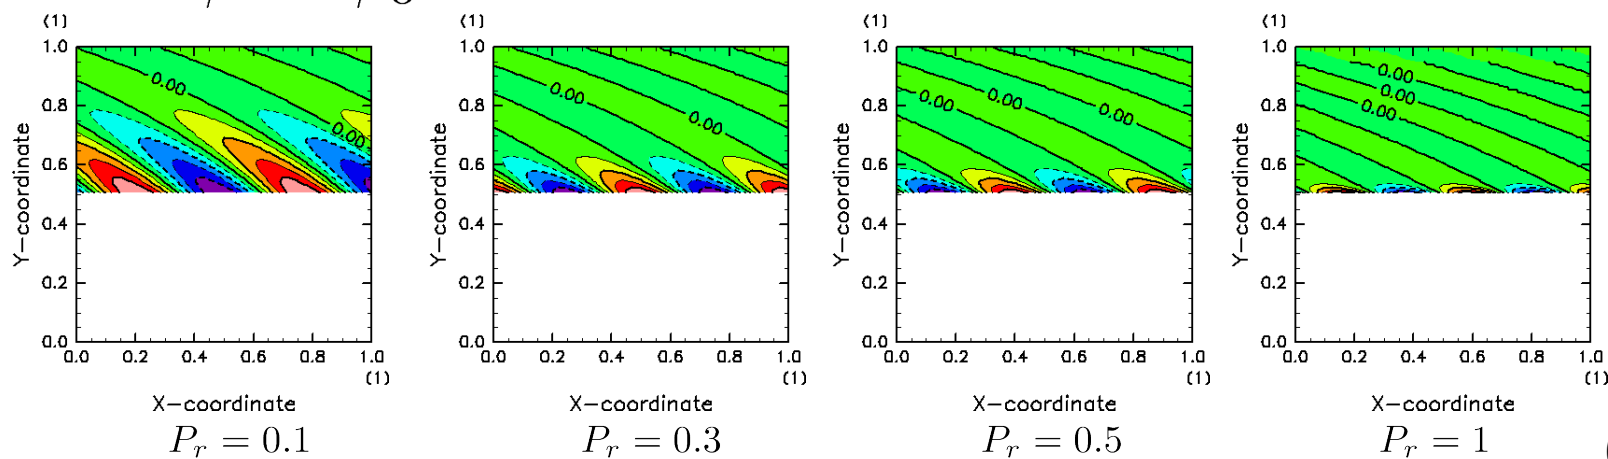 (1) (1) (1) (1)
1.0 1.0 1.0 1.0
0.00 0.00 0.00 0.00 0.00
0.8 0.8 0.8 0.8
0.00 0.00 0.00 0.00
0.6 0.6 0.6 0.6
0.4 0.4 0.4 0.4
0.2 0.2 0.2 0.2
0.0 0.0 0.0 0.0
Y-coordinate Y-coordinate Y-coordinate Y-coordinate
0.0 0.2 0.4 0.6 0.8 1.0 0.0 0.2 0.4 0.6 0.8 1.0 0.0 0.2 0.4 0.6 0.8 1.0 0.0 0.2 0.4 0.6 0.8 1.0
(1) (1) (1) (1)
X-coordinate X-coordinate X-coordinate X-coordinate
P_r = 0.1 P_r = 0.3 P_r = 0.5 P_r = 1